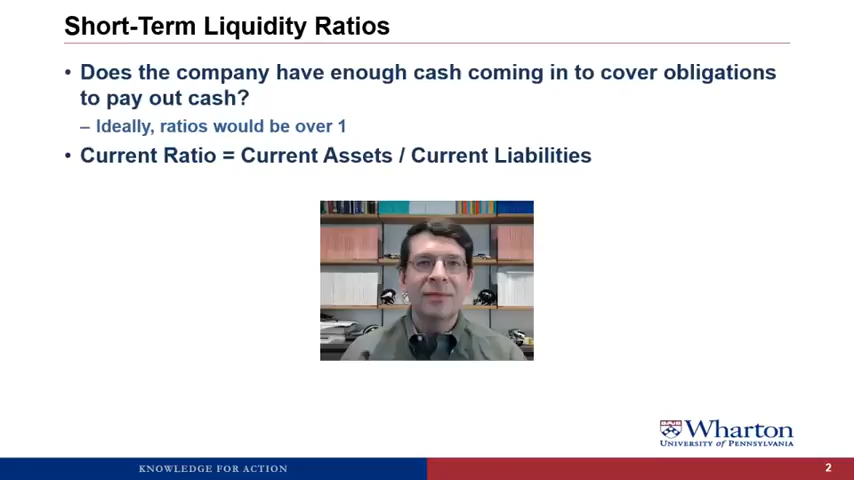 Short-Term Liquidity Ratios
• Does the company have enough cash coming in to cover obligations
to pay out cash?
– Ideally, ratios would be over 1
• Current Ratio = Current Assets / Current Liabilities
Wharton
UNIVERSITY of PENNSYLVANIA
KNOWLEDGE FOR ACTION
2